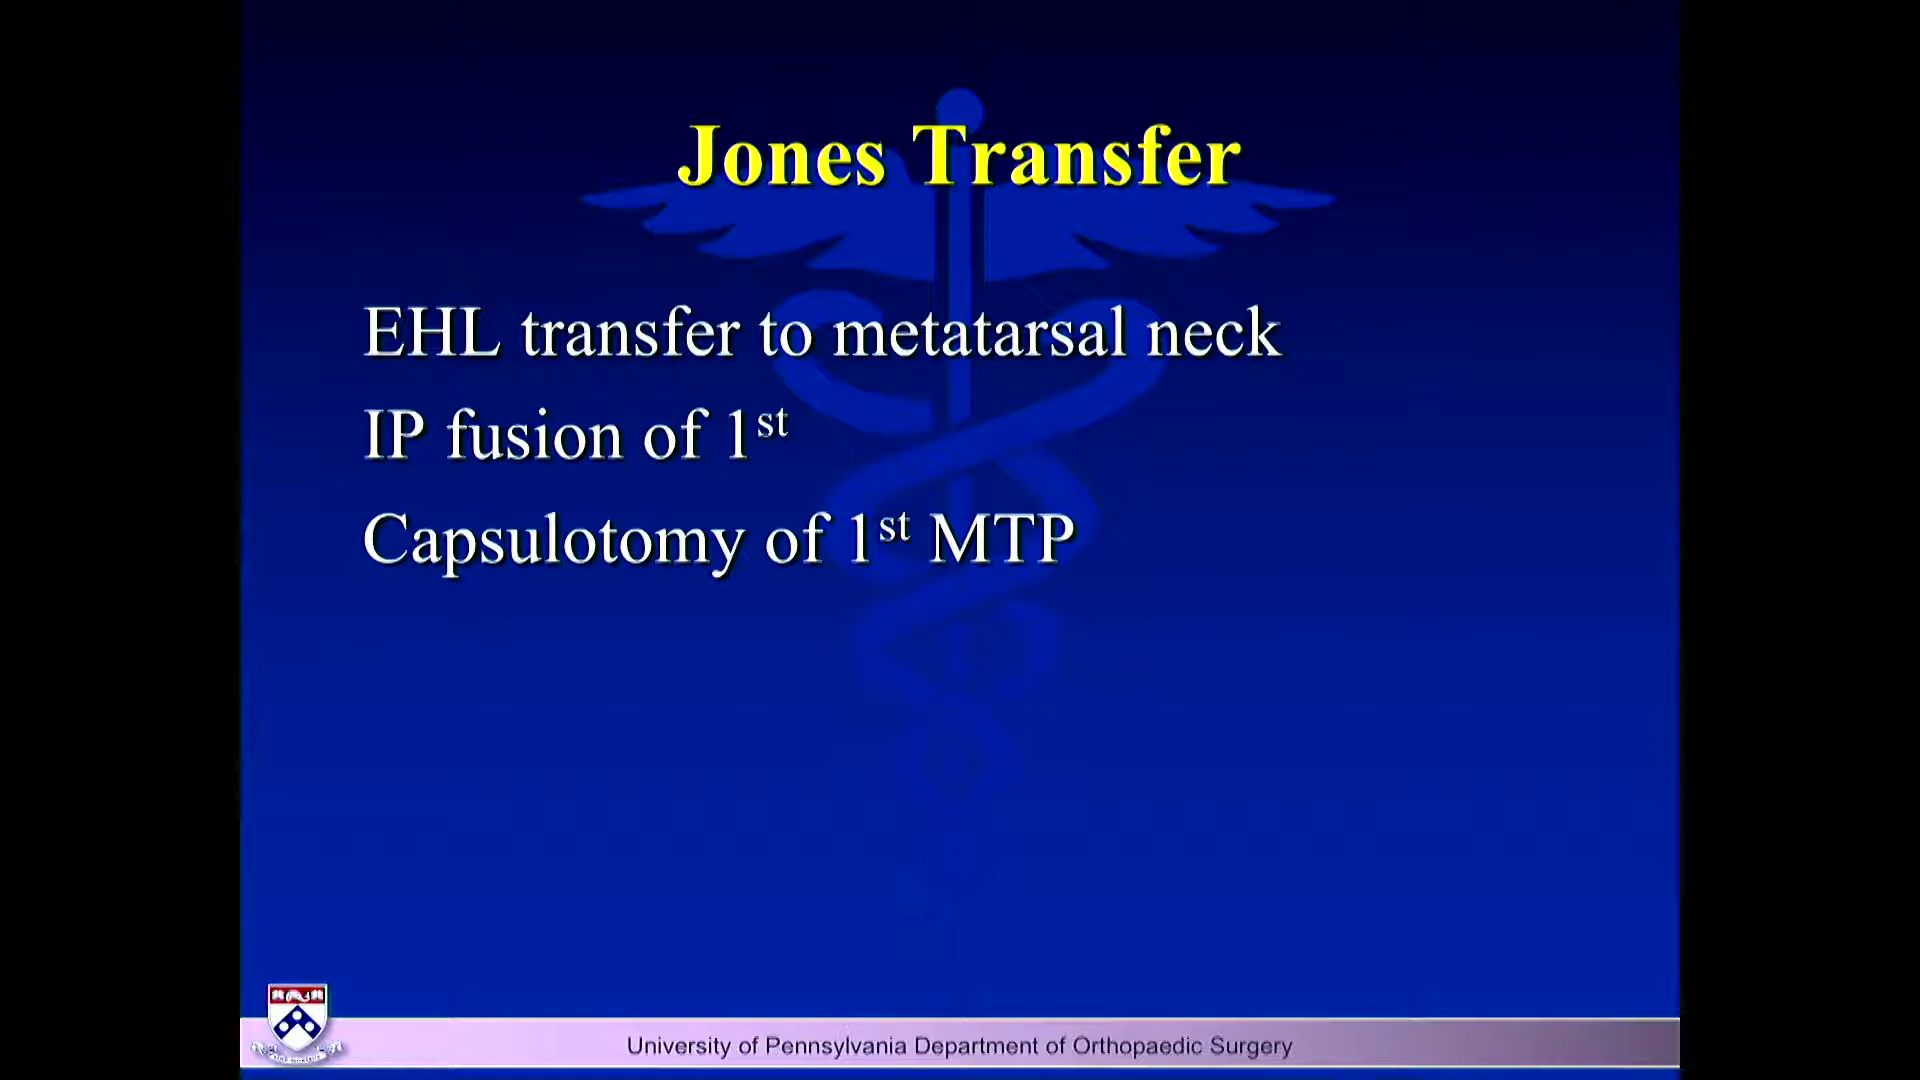 Jones Transfer
EHL transfer to metatarsal neck
IP fusion of 1st
Capsulotomy of 1st MTP
University of Pennsylvania Department of Orthopaedic Surgery